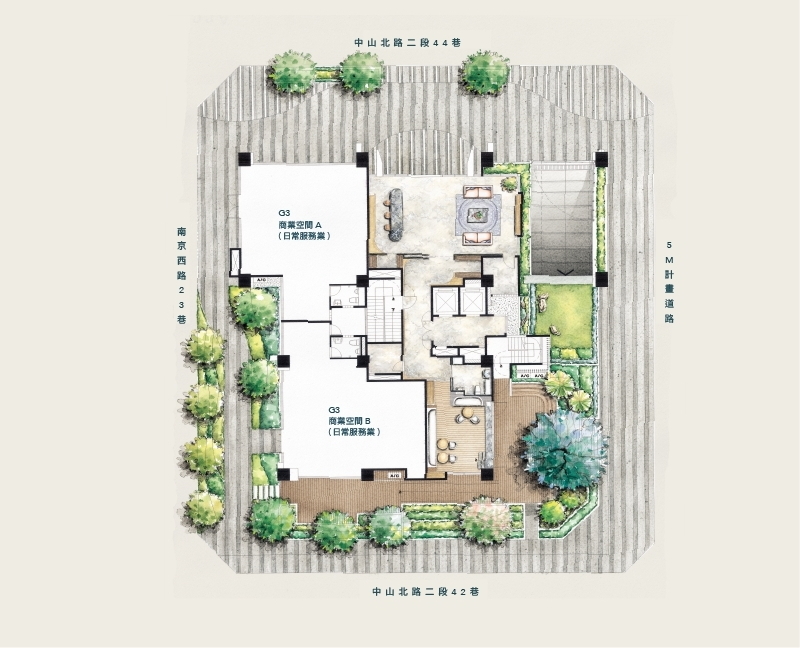 中山北路二段44巷
G3
商業空間 A
(日常服務業)
南京西路23巷
5M計畫道路
A/C
G3
商業空間 B
(日常服務業)
A/C A/C
A/C
中山北路二段42巷